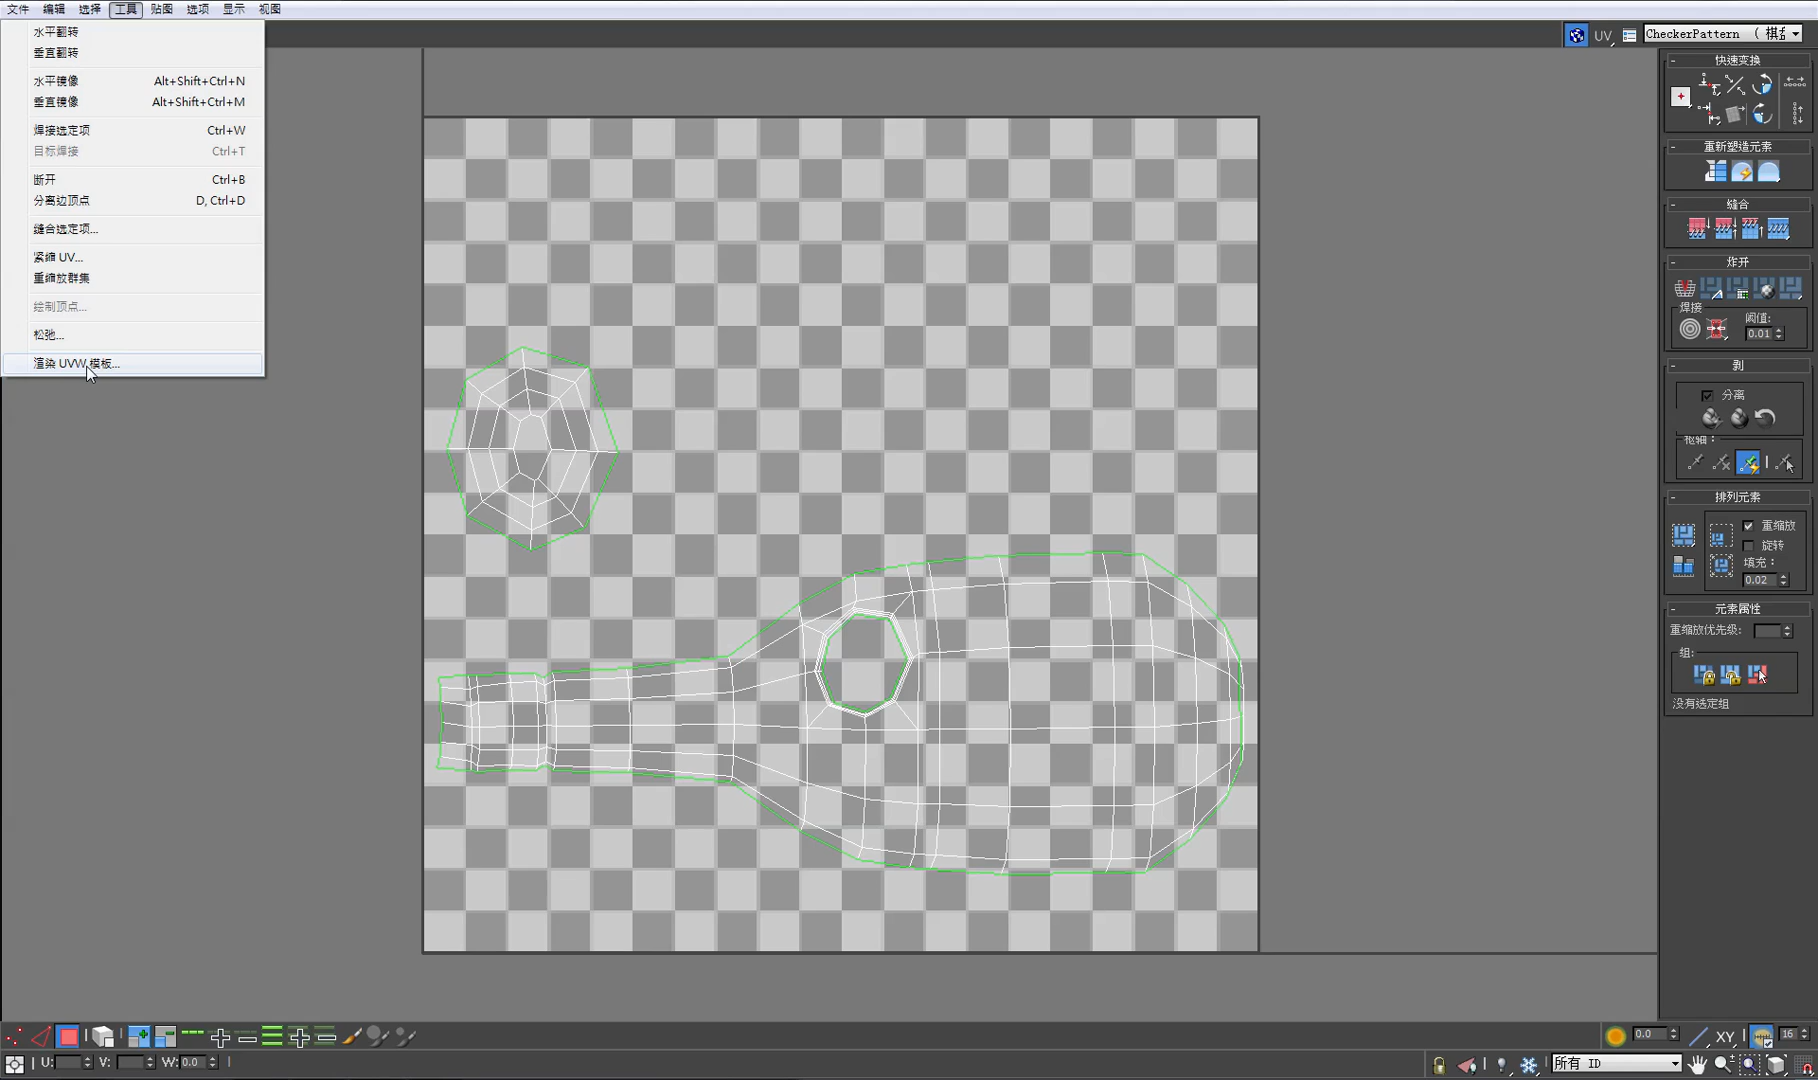 文件 编辑 选择 工具 贴图 选项 显示 视图
水平翻转
垂直翻转
水平镜像 Alt+Shift+Ctrl+N
垂直镜像 Alt+Shift+Ctrl+M
焊接选定项 Ctrl+W
目标焊接 Ctrl+T
断开 Ctrl+B
分离边顶点 D, Ctrl+D
缝合选定项...
紧缩 UV...
重缩放群集
绘制顶点...
松弛...
渲染 UVW 模板...
UV CheckerPattern （ 棋盘
快速变换
重新塑造元素
缝合
炸开
焊接
阈值:
0.01
剥
分离
枢轴:
排列元素
重缩放
旋转
填充:
0.02
元素属性
重缩放优先级:
组:
没有选定组
0.0 XY 16
U: V: W: 0.0 所有 ID